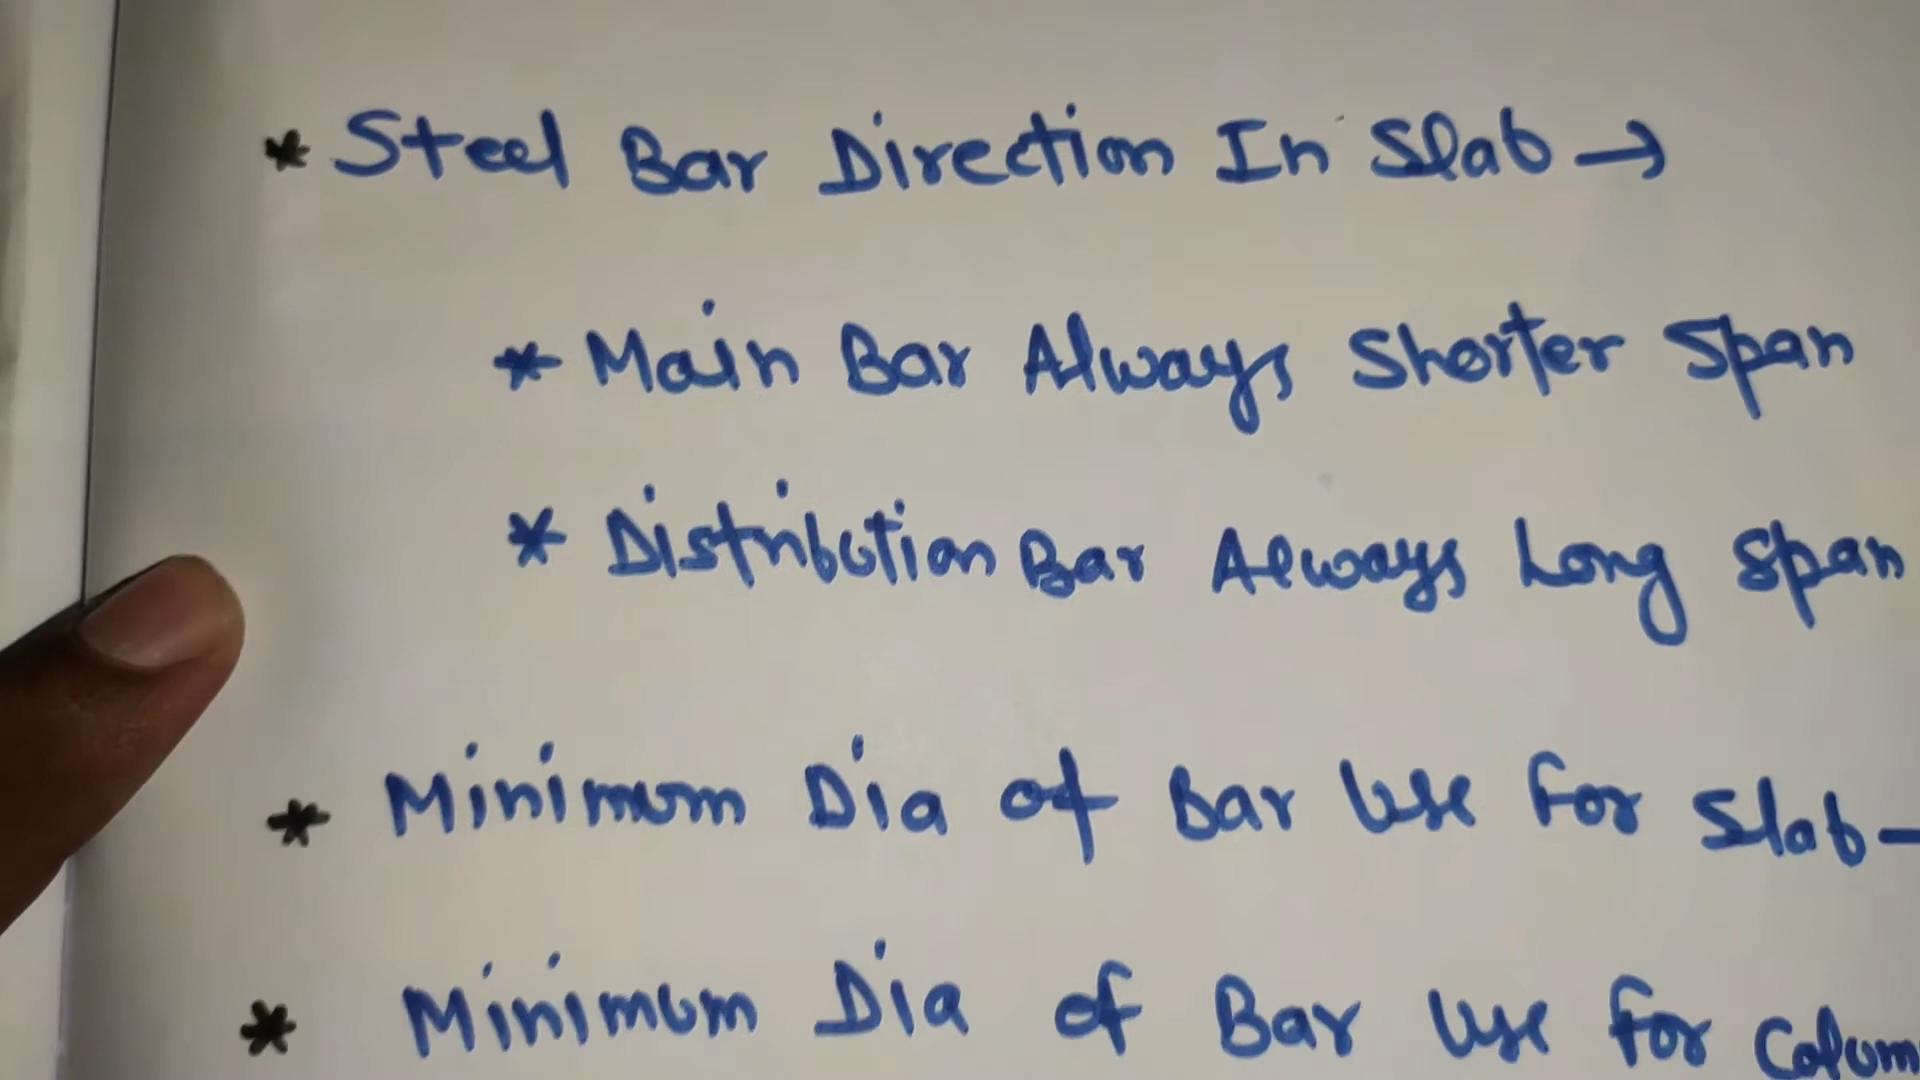 * Steel Bar Direction In Slab →
* Main Bar Always Shorter Span
* Distribution Bar Always Long Span
* Minimum Dia of Bar Use For Slab -
* Minimum Dia of Bar Use For Colum